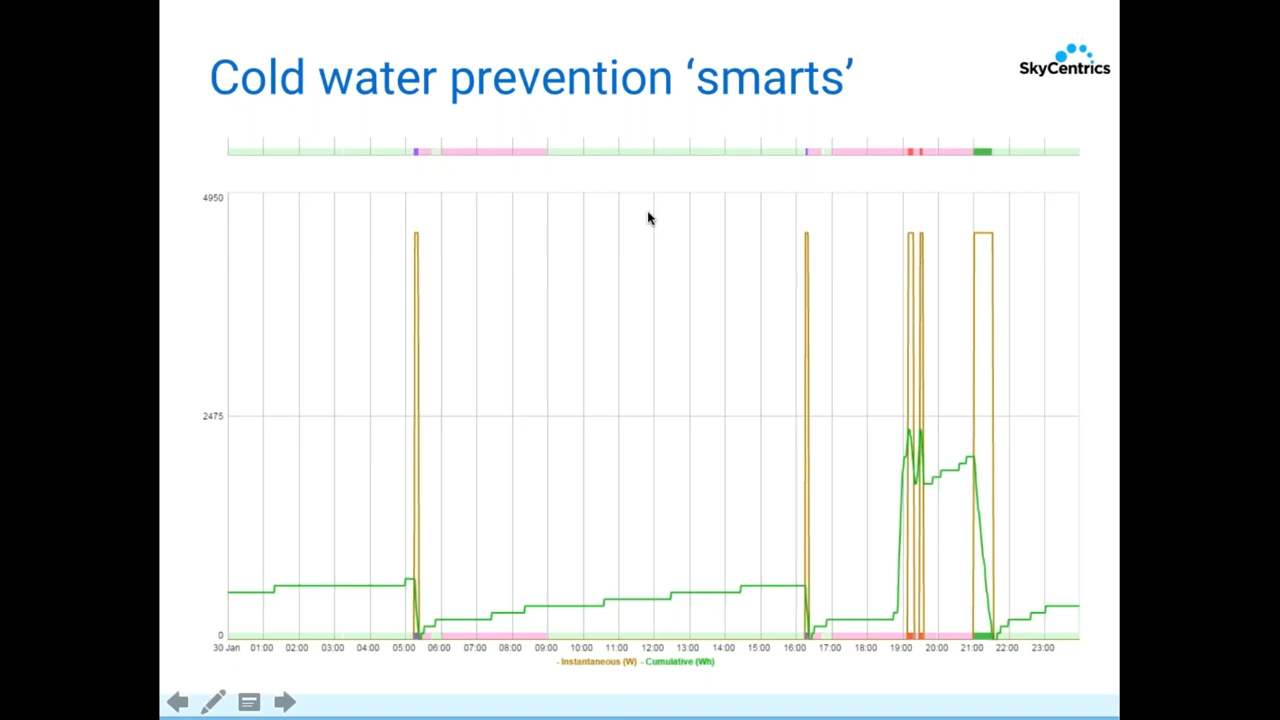 Cold water prevention ‘smarts’
SkyCentrics
4950
2475
0
30 Jan 01:00 02:00 03:00 04:00 05:00 06:00 07:00 08:00 09:00 10:00 11:00 12:00 13:00 14:00 15:00 16:00 17:00 18:00 19:00 20:00 21:00 22:00 23:00
- Instantaneous (W) - Cumulative (Wh)